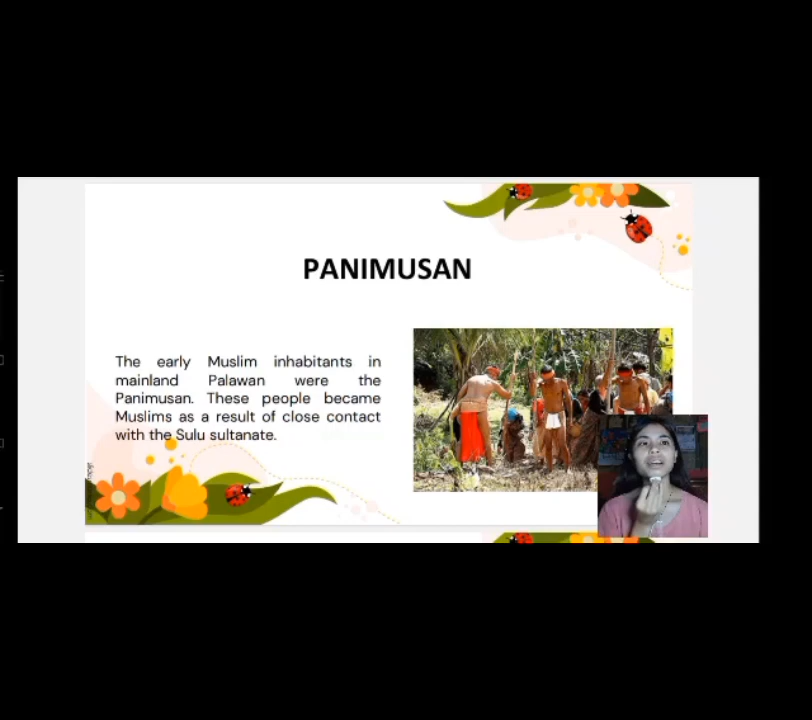 PANIMUSAN
The early Muslim inhabitants in
mainland Palawan were the
Panimusan. These people became
Muslims as a result of close contact
with the Sulu sultanate.